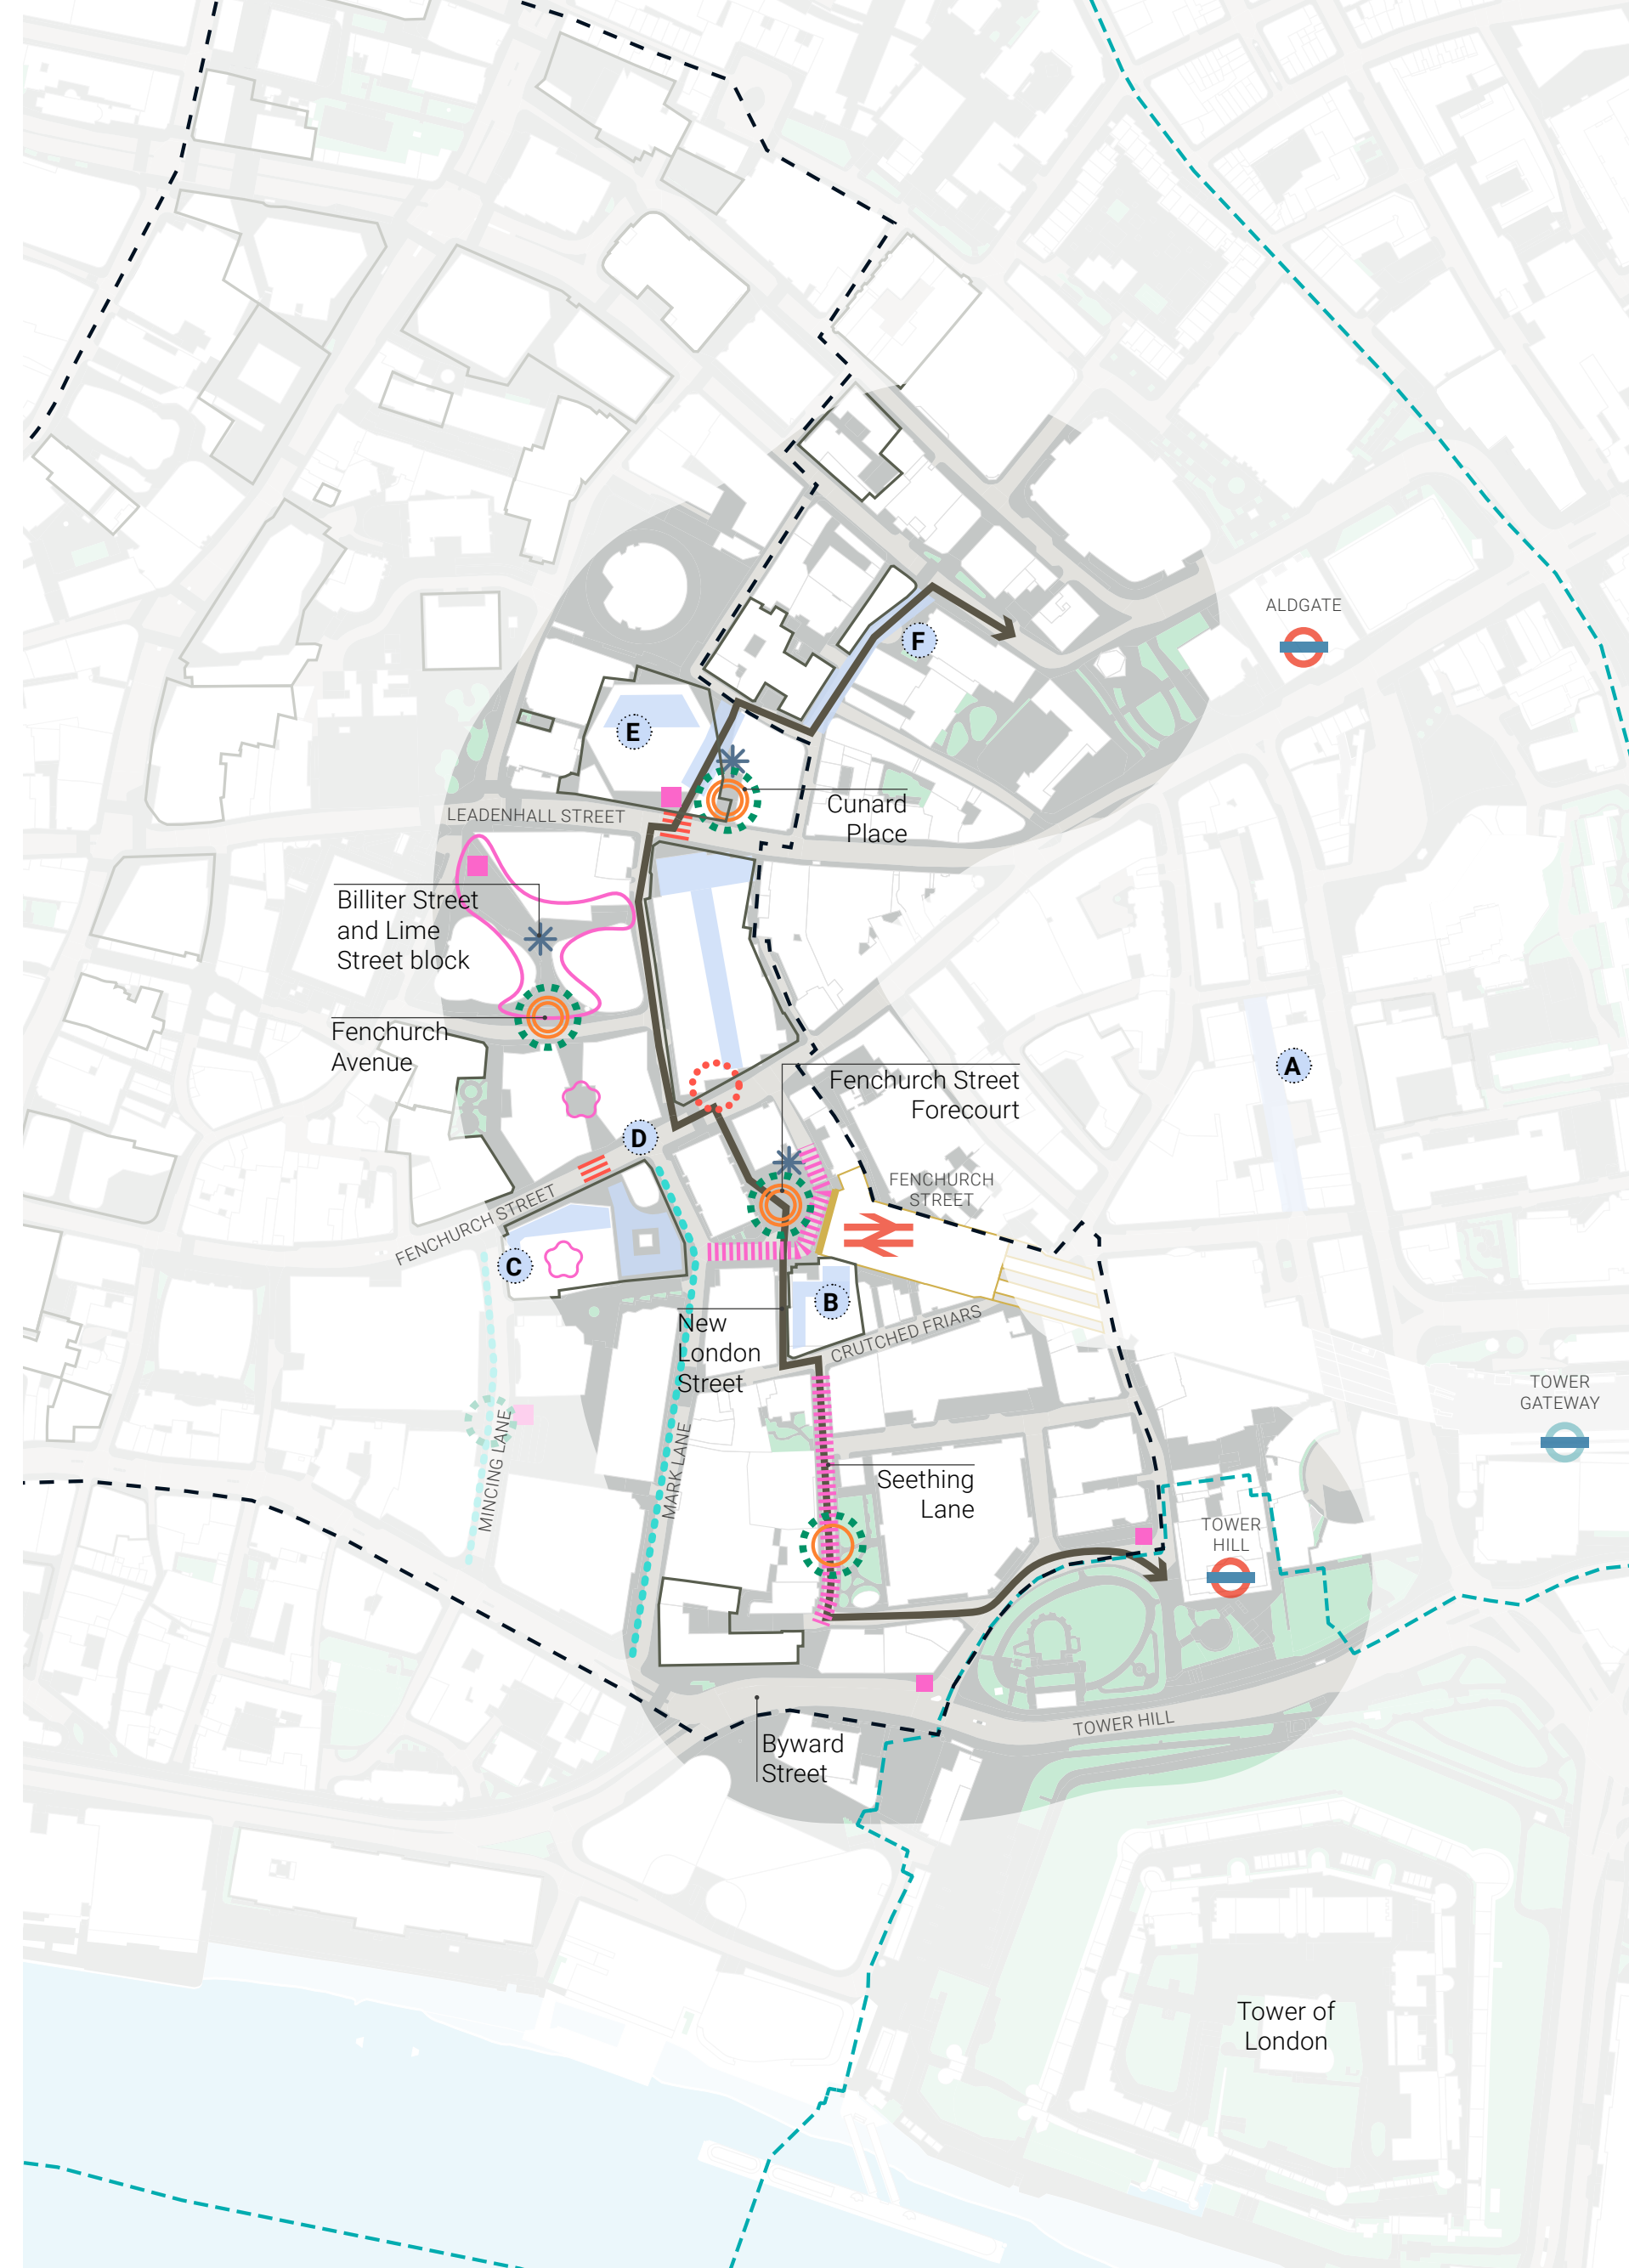 ALDGATE
F
E
Cunard
Place
LEADENHALL STREET
Billiter Street
and Lime
Street block
Fenchurch
Avenue
A
Fenchurch Street
Forecourt
D
FENCHURCH
STREET
FENCHURCH STREET
C
B
New
London
Street
CRUTCHED FRIARS
TOWER
GATEWAY
MINCING LANE
MARK LANE
Seething
Lane
TOWER
HILL
TOWER HILL
Byward
Street
Tower of
London